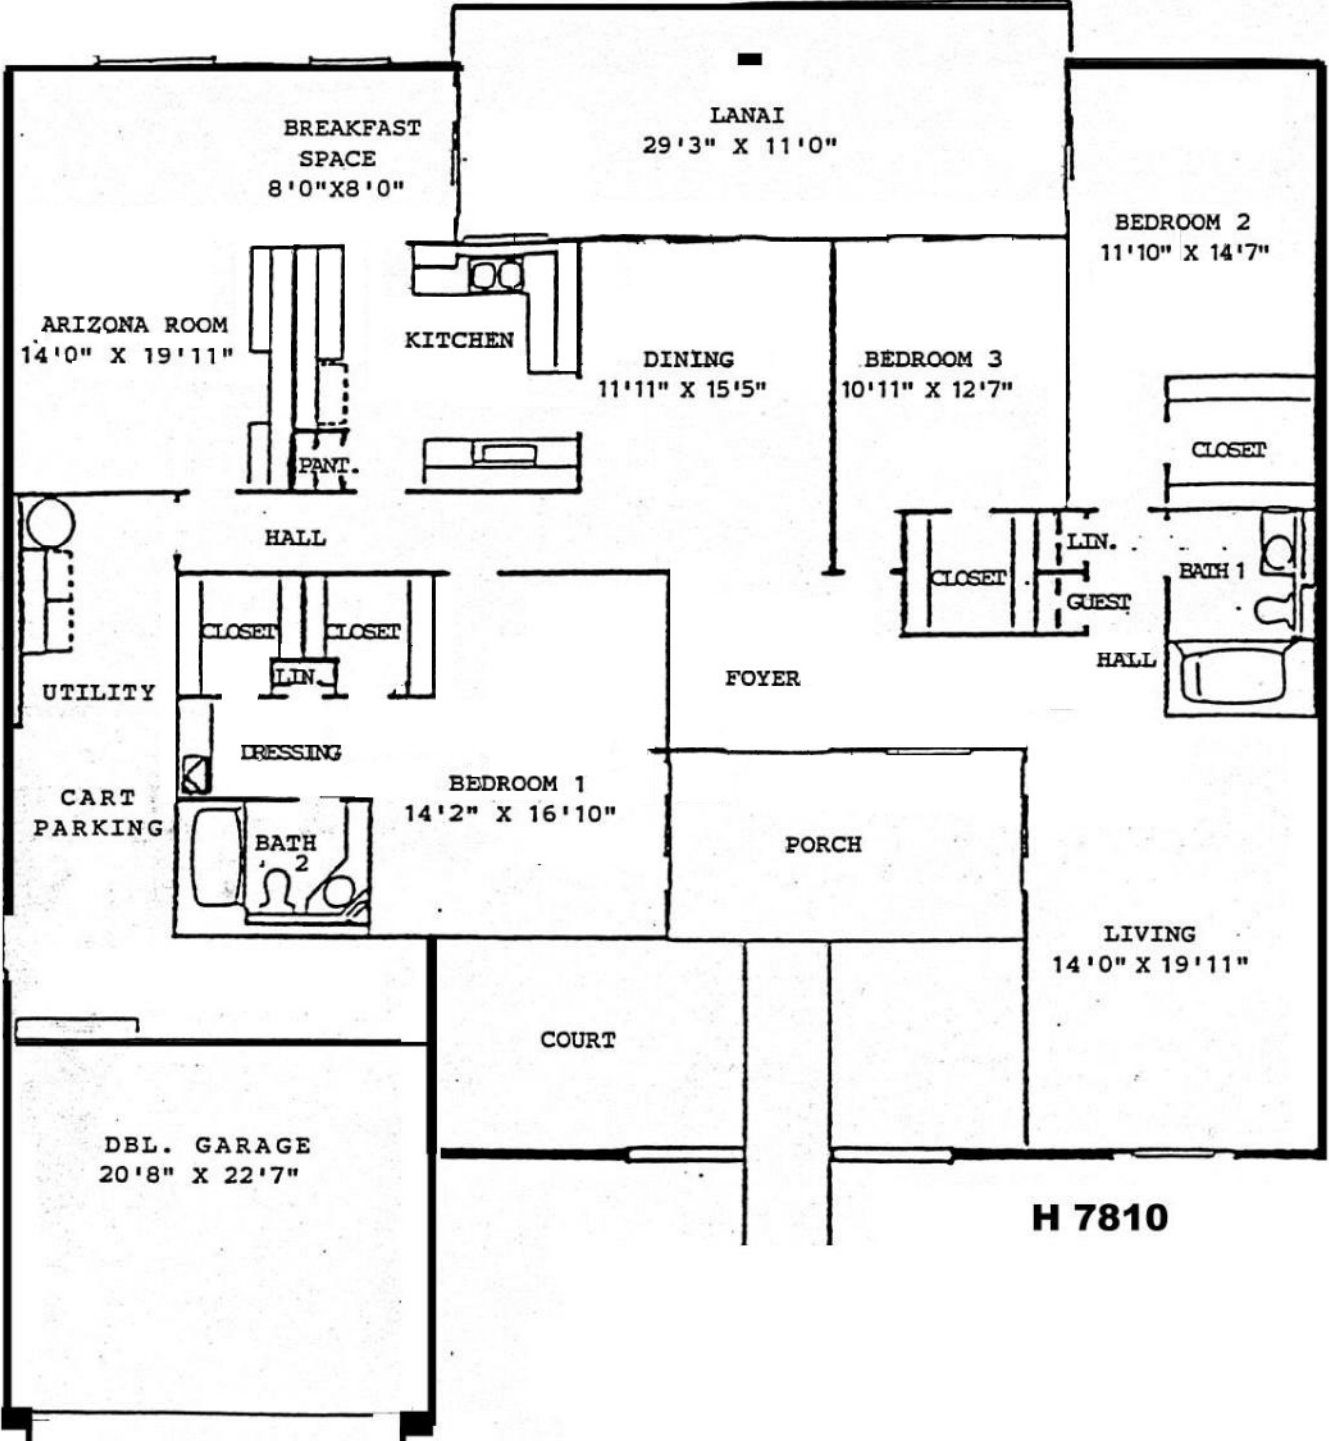 LANAI
29'3" X 11'0"
BREAKFAST
SPACE
8'0"X8'0"
BEDROOM 2
11'10" X 14'7"
ARIZONA ROOM
14'0" X 19'11"
KITCHEN
DINING
11'11" X 15'5"
BEDROOM 3
10'11" X 12'7"
CLOSET
PANT.
HALL
LIN.
BATH 1
CLOSET
GUEST
CLOSET
CLOSET
HALL
LIN.
FOYER
UTILITY
DRESSING
BEDROOM 1
14'2" X 16'10"
CART
PARKING
BATH
2
PORCH
LIVING
14'0" X 19'11"
COURT
DBL. GARAGE
20'8" X 22'7"
H 7810